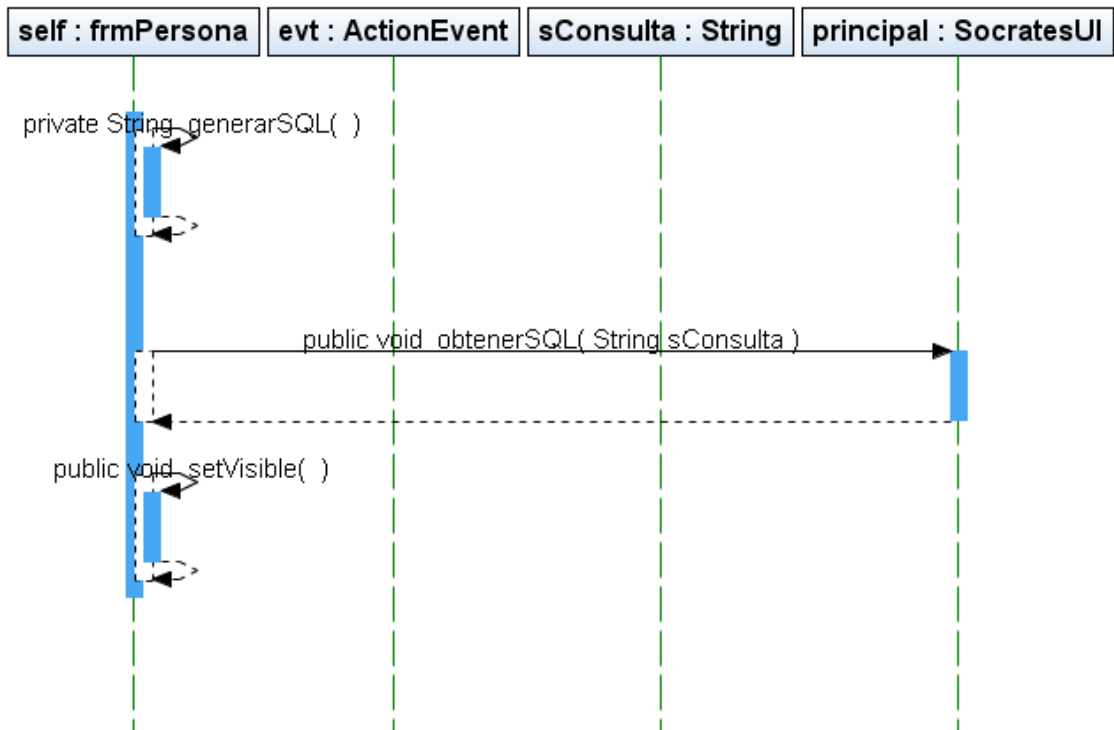 self : frmPersona
evt : ActionEvent
sConsulta : String
principal : SocratesUI
private String generarSQL( )
public void obtenerSQL( String sConsulta )
public void setVisible( )